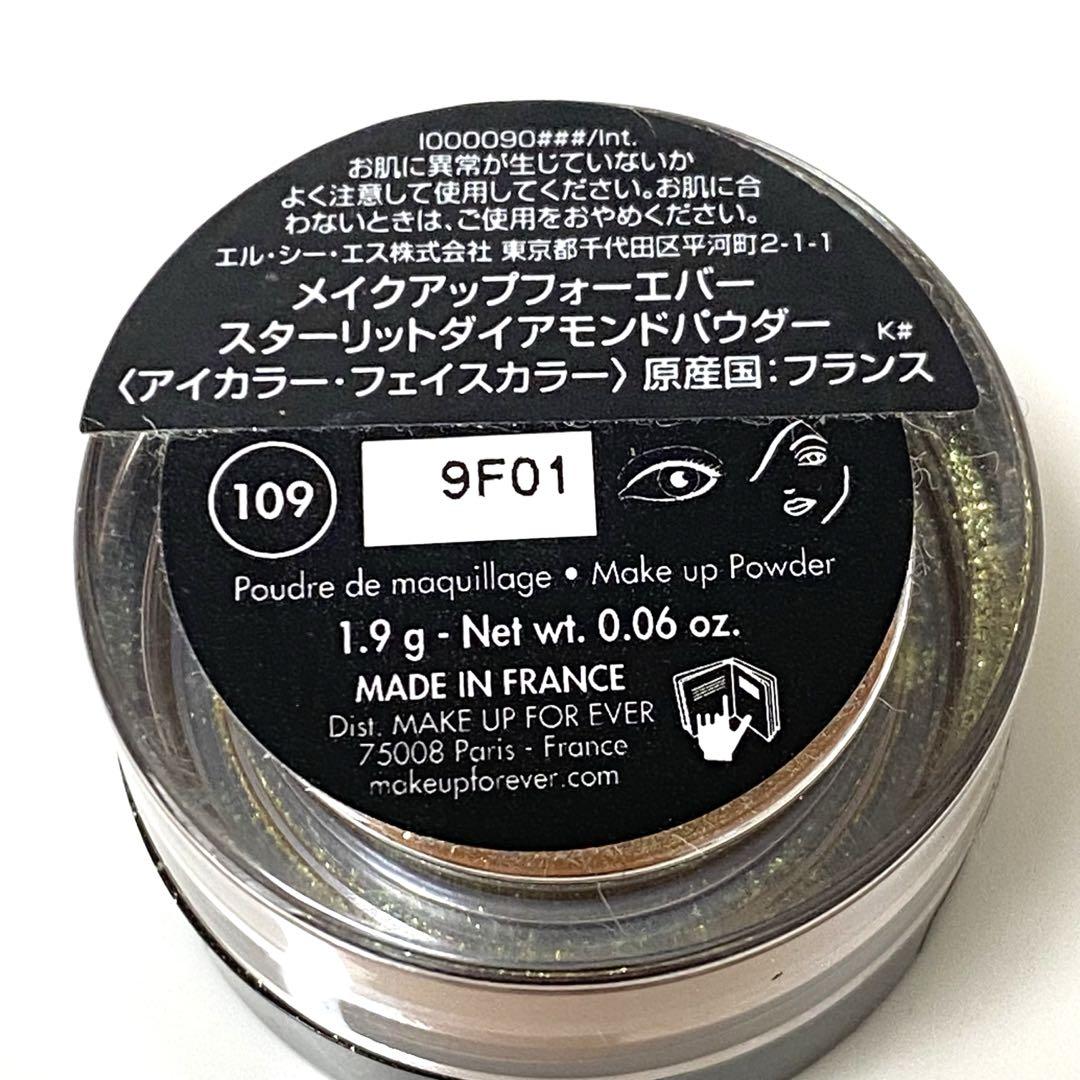 I000090###/Int.
お肌に異常が生じていないか
よく注意して使用してください。お肌に合
わないときは、ご使用をおやめください。
エル・シー・エス株式会社 東京都千代田区平河町2-1-1
メイクアップフォーエバー
スターリットダイアモンドパウダー K#
〈アイカラー・フェイスカラー〉原産国：フランス
109 9F01
Poudre de maquillage • Make up Powder
1.9 g - Net wt. 0.06 oz.
MADE IN FRANCE
Dist. MAKE UP FOR EVER
75008 Paris - France
makeupforever.com